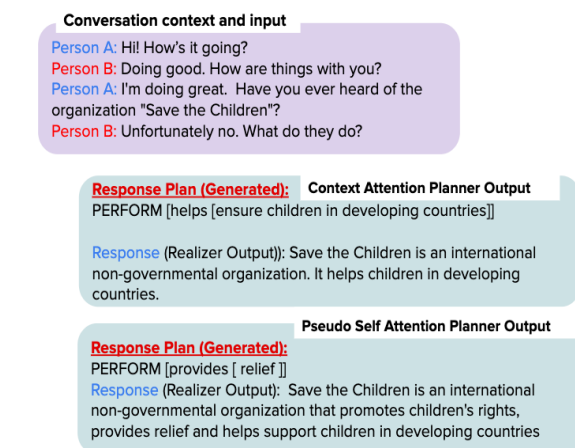 Conversation context and input
Person A: Hi! How's it going?
Person B: Doing good. How are things with you?
Person A: I'm doing great. Have you ever heard of the
organization "Save the Children"?
Person B: Unfortunately no. What do they do?
Response Plan (Generated): Context Attention Planner Output
PERFORM [helps [ensure children in developing countries]]
Response (Realizer Output)): Save the Children is an international
non-governmental organization. It helps children in developing
countries.
Pseudo Self Attention Planner Output
Response Plan (Generated):
PERFORM [provides [ relief ]]
Response (Realizer Output): Save the Children is an international
non-governmental organization that promotes children's rights,
provides relief and helps support children in developing countries